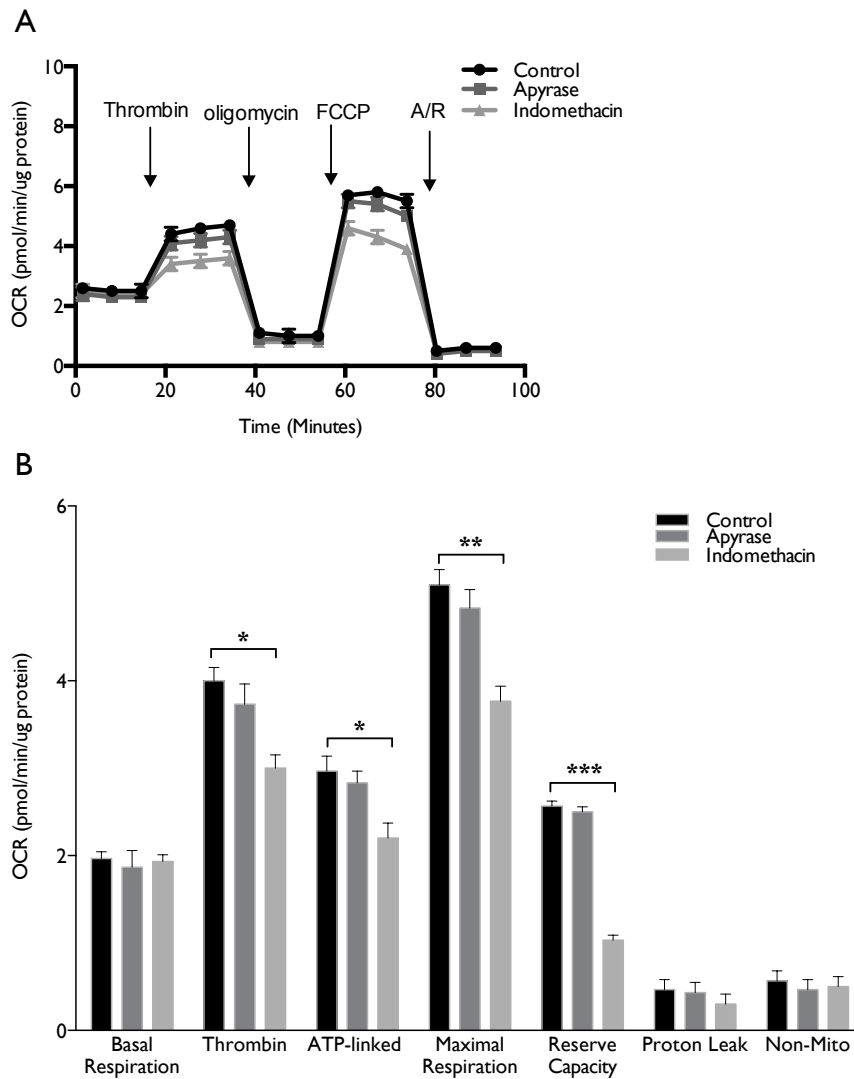 A
Control
Apyrase
Indomethacin
Thrombin
oligomycin
FCCP
A/R
OCR (pmol/min/ug protein)
10
8
6
4
2
0
0 20 40 60 80 100
Time (Minutes)
B
Control
Apyrase
Indomethacin
OCR (pmol/min/ug protein)
6
4
2
0
*
*
**
***
Basal
Respiration
Thrombin
ATP-linked
Maximal
Respiration
Reserve
Capacity
Proton Leak
Non-Mito